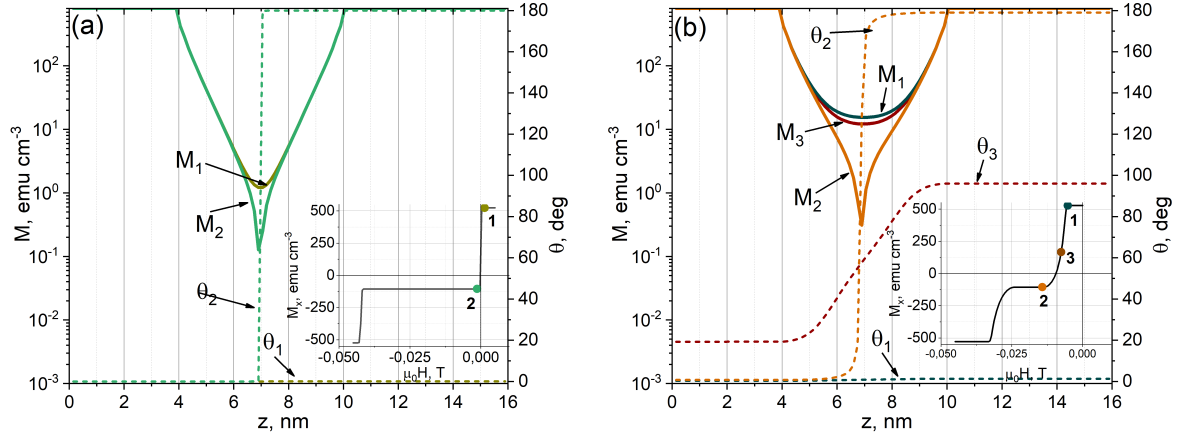 (a)
M, emu cm⁻³
10²
10¹
10⁰
10⁻¹
10⁻²
10⁻³
0 2 4 6 8 10 12 14 16
z, nm
180
160
140
120
100
80
60
40
20
0
θ, deg
M₁
M₂
θ₂
θ₁
500
250
0
-250
-500
Mₓ, emu cm⁻³
-0,050 -0,025 0,000
μ₀H, T
1
2
(b)
M, emu cm⁻³
10²
10¹
10⁰
10⁻¹
10⁻²
10⁻³
0 2 4 6 8 10 12 14 16
z, nm
180
160
140
120
100
80
60
40
20
0
θ, deg
θ₂
M₁
M₃
M₂
θ₃
θ₁
500
250
0
-250
-500
Mₓ, emu cm⁻³
-0,050 -0,025 0,000
μ₀H, T
1
3
2